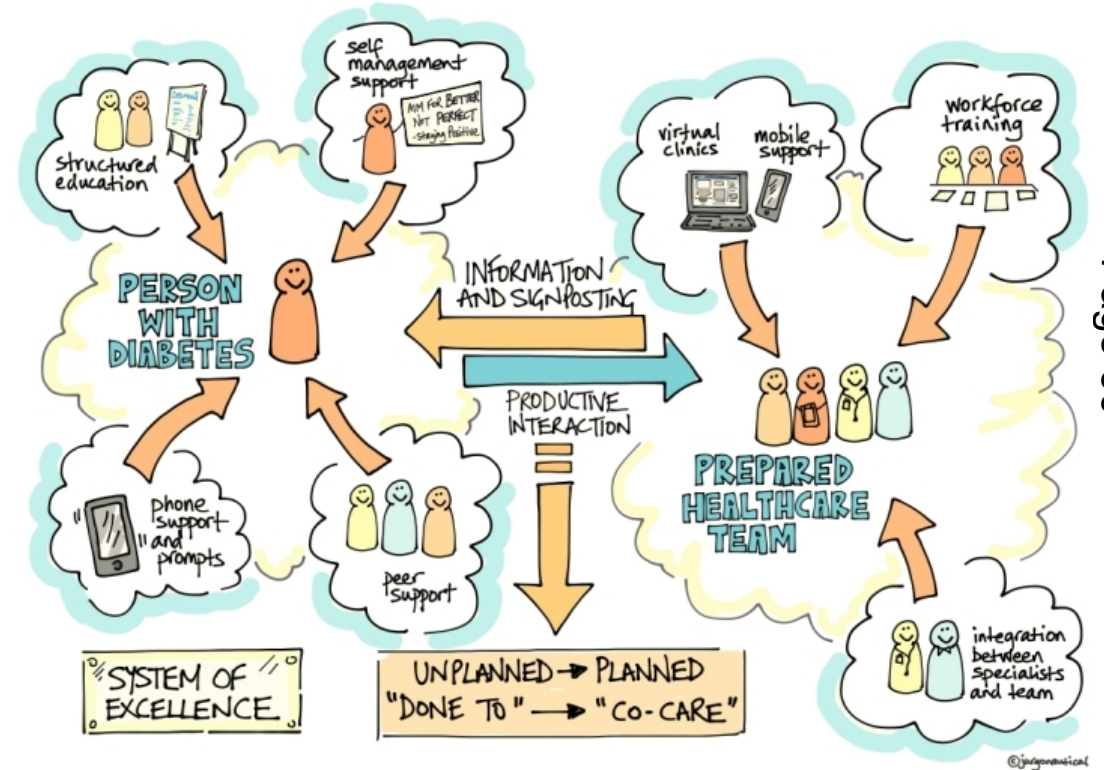 self
management
support
AIM FOR BETTER
NOT PERFECT
- Staying Positive
structured
education
virtual
clinics
mobile
support
workforce
training
PERSON
WITH
DIABETES
INFORMATION
AND SIGNPOSTING
PRODUCTIVE
INTERACTION
PREPARED
HEALTHCARE
TEAM
phone
support
and
prompts
peer
support
integration
between
specialists
and team
SYSTEM OF
EXCELLENCE
UNPLANNED → PLANNED
"DONE TO" → "CO-CARE"
©jurgonautical